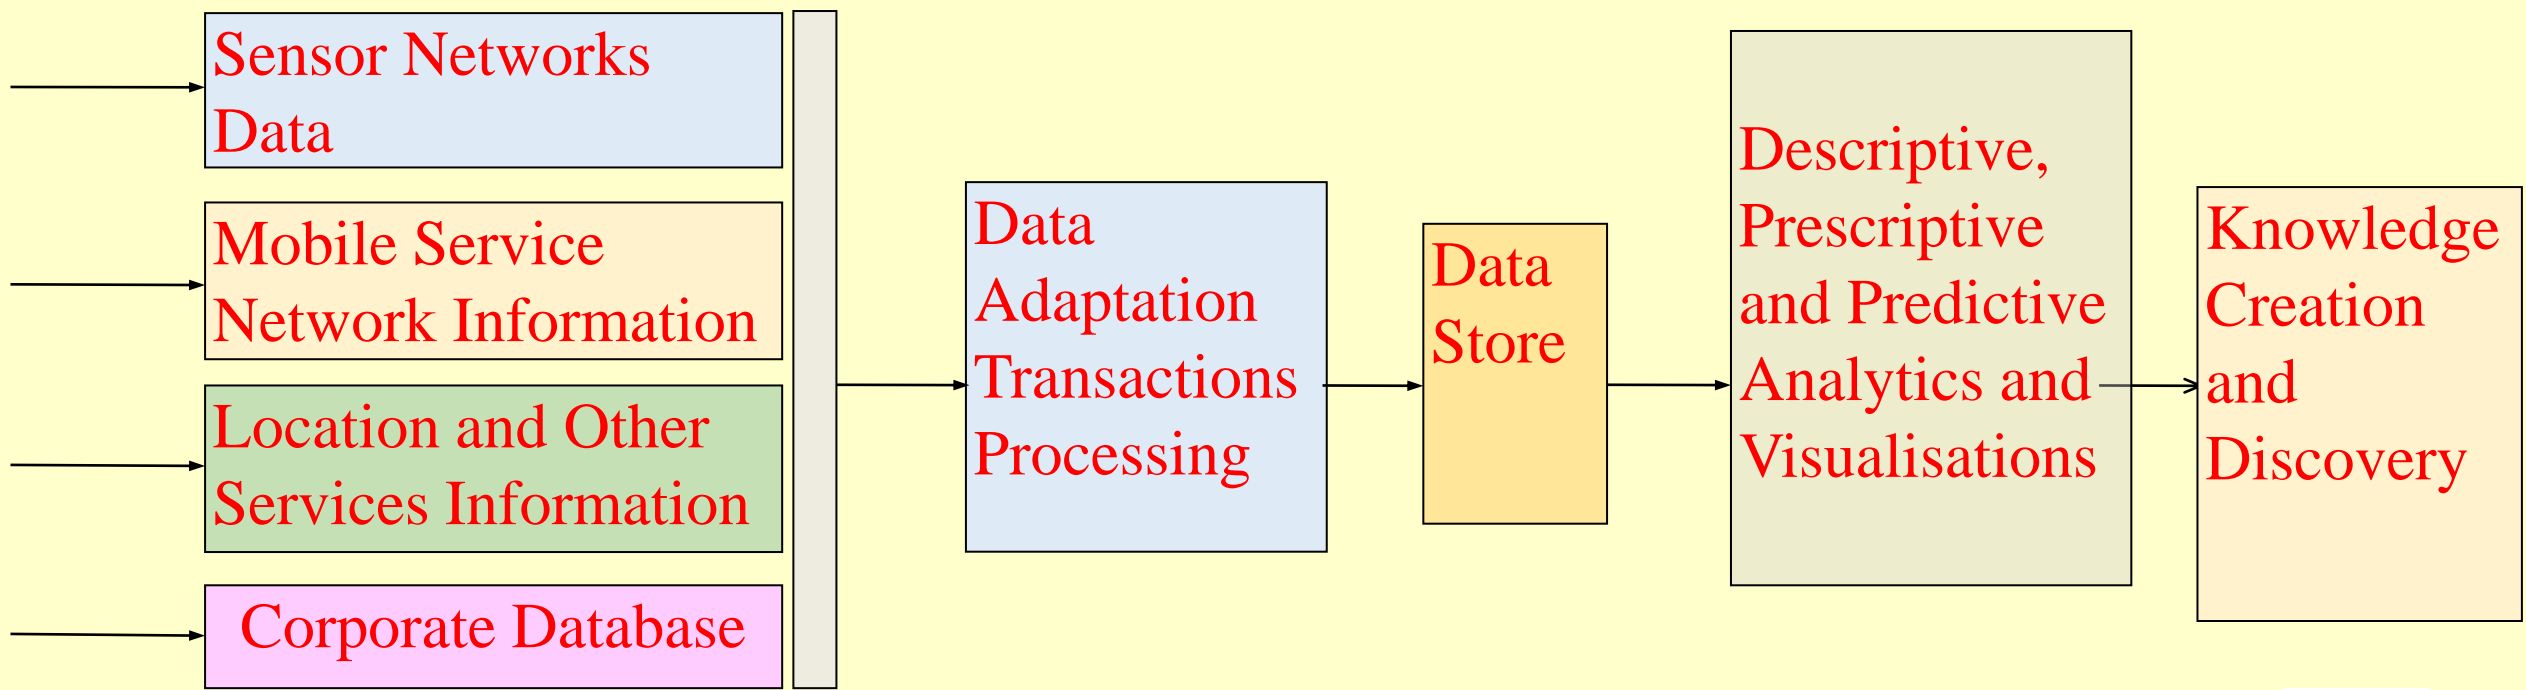 Sensor Networks
Data
Mobile Service
Network Information
Location and Other
Services Information
Corporate Database
Data
Adaptation
Transactions
Processing
Data
Store
Descriptive,
Prescriptive
and Predictive
Analytics and
Visualisations
Knowledge
Creation
and
Discovery